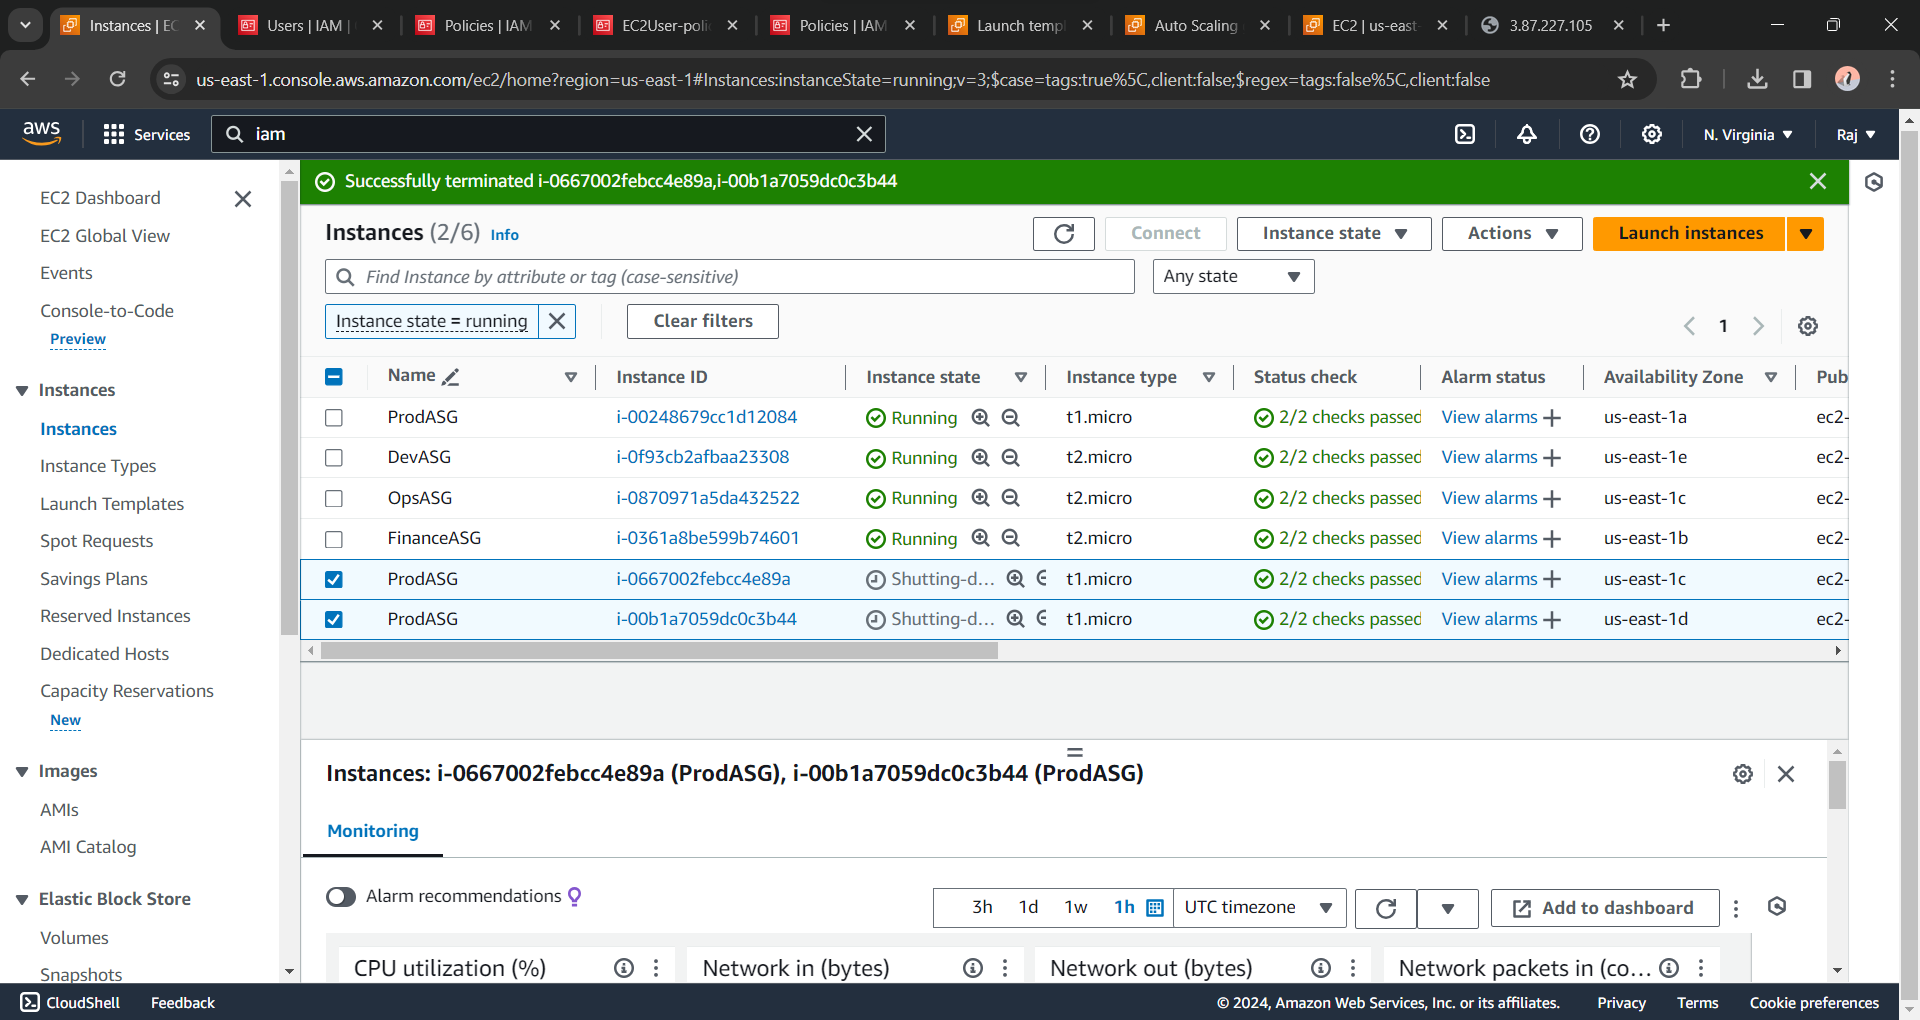 Instances | EC
Users | IAM |
Policies | IAM
EC2User-poli
Policies | IAM
Launch temp
Auto Scaling
EC2 | us-east-
3.87.227.105
us-east-1.console.aws.amazon.com/ec2/home?region=us-east-1#Instances:instanceState=running;v=3;$case=tags:true%5C,client:false;$regex=tags:false%5C,client:false
aws
Services
iam
N. Virginia
Raj
EC2 Dashboard
EC2 Global View
Events
Console-to-Code
Preview
Instances
Instances
Instance Types
Launch Templates
Spot Requests
Savings Plans
Reserved Instances
Dedicated Hosts
Capacity Reservations
New
Images
AMIs
AMI Catalog
Elastic Block Store
Volumes
Snapshots
Successfully terminated i-0667002febcc4e89a,i-00b1a7059dc0c3b44
Instances (2/6) Info
Connect
Instance state
Actions
Launch instances
Find Instance by attribute or tag (case-sensitive)
Any state
Instance state = running
Clear filters
1
Name Instance ID Instance state Instance type Status check Alarm status Availability Zone Pub
ProdASG i-00248679cc1d12084 Running t1.micro 2/2 checks passed View alarms us-east-1a ec2-
DevASG i-0f93cb2afbaa23308 Running t2.micro 2/2 checks passed View alarms us-east-1e ec2-
OpsASG i-0870971a5da432522 Running t2.micro 2/2 checks passed View alarms us-east-1c ec2-
FinanceASG i-0361a8be599b74601 Running t2.micro 2/2 checks passed View alarms us-east-1b ec2-
ProdASG i-0667002febcc4e89a Shutting-d... t1.micro 2/2 checks passed View alarms us-east-1c ec2-
ProdASG i-00b1a7059dc0c3b44 Shutting-d... t1.micro 2/2 checks passed View alarms us-east-1d ec2-
Instances: i-0667002febcc4e89a (ProdASG), i-00b1a7059dc0c3b44 (ProdASG)
Monitoring
Alarm recommendations
3h 1d 1w 1h UTC timezone
Add to dashboard
CPU utilization (%)
Network in (bytes)
Network out (bytes)
Network packets in (co...
CloudShell
Feedback
© 2024, Amazon Web Services, Inc. or its affiliates.
Privacy
Terms
Cookie preferences